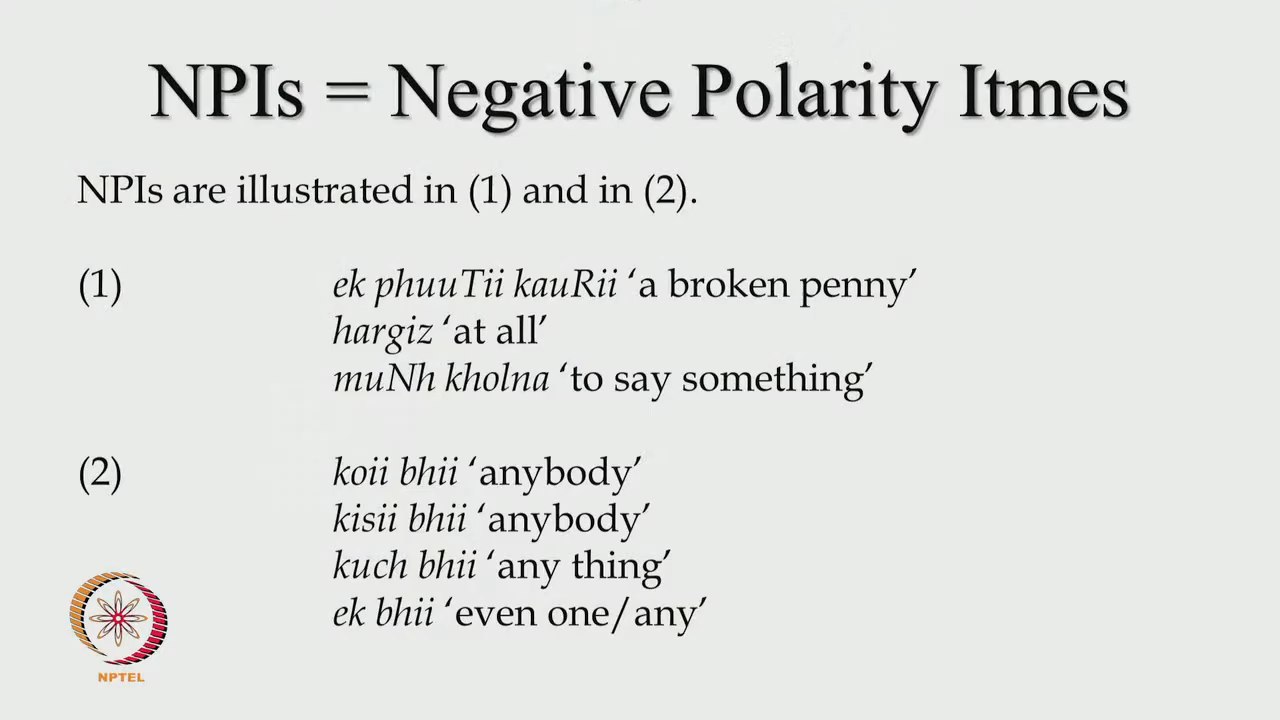 NPIs = Negative Polarity Itmes
NPIs are illustrated in (1) and in (2).
(1) ek phuuTii kauRii ‘a broken penny’
hargiz ‘at all’
muNh kholna ‘to say something’
(2) koii bhii ‘anybody’
kisii bhii ‘anybody’
kuch bhii ‘any thing’
ek bhii ‘even one/any’
NPTEL